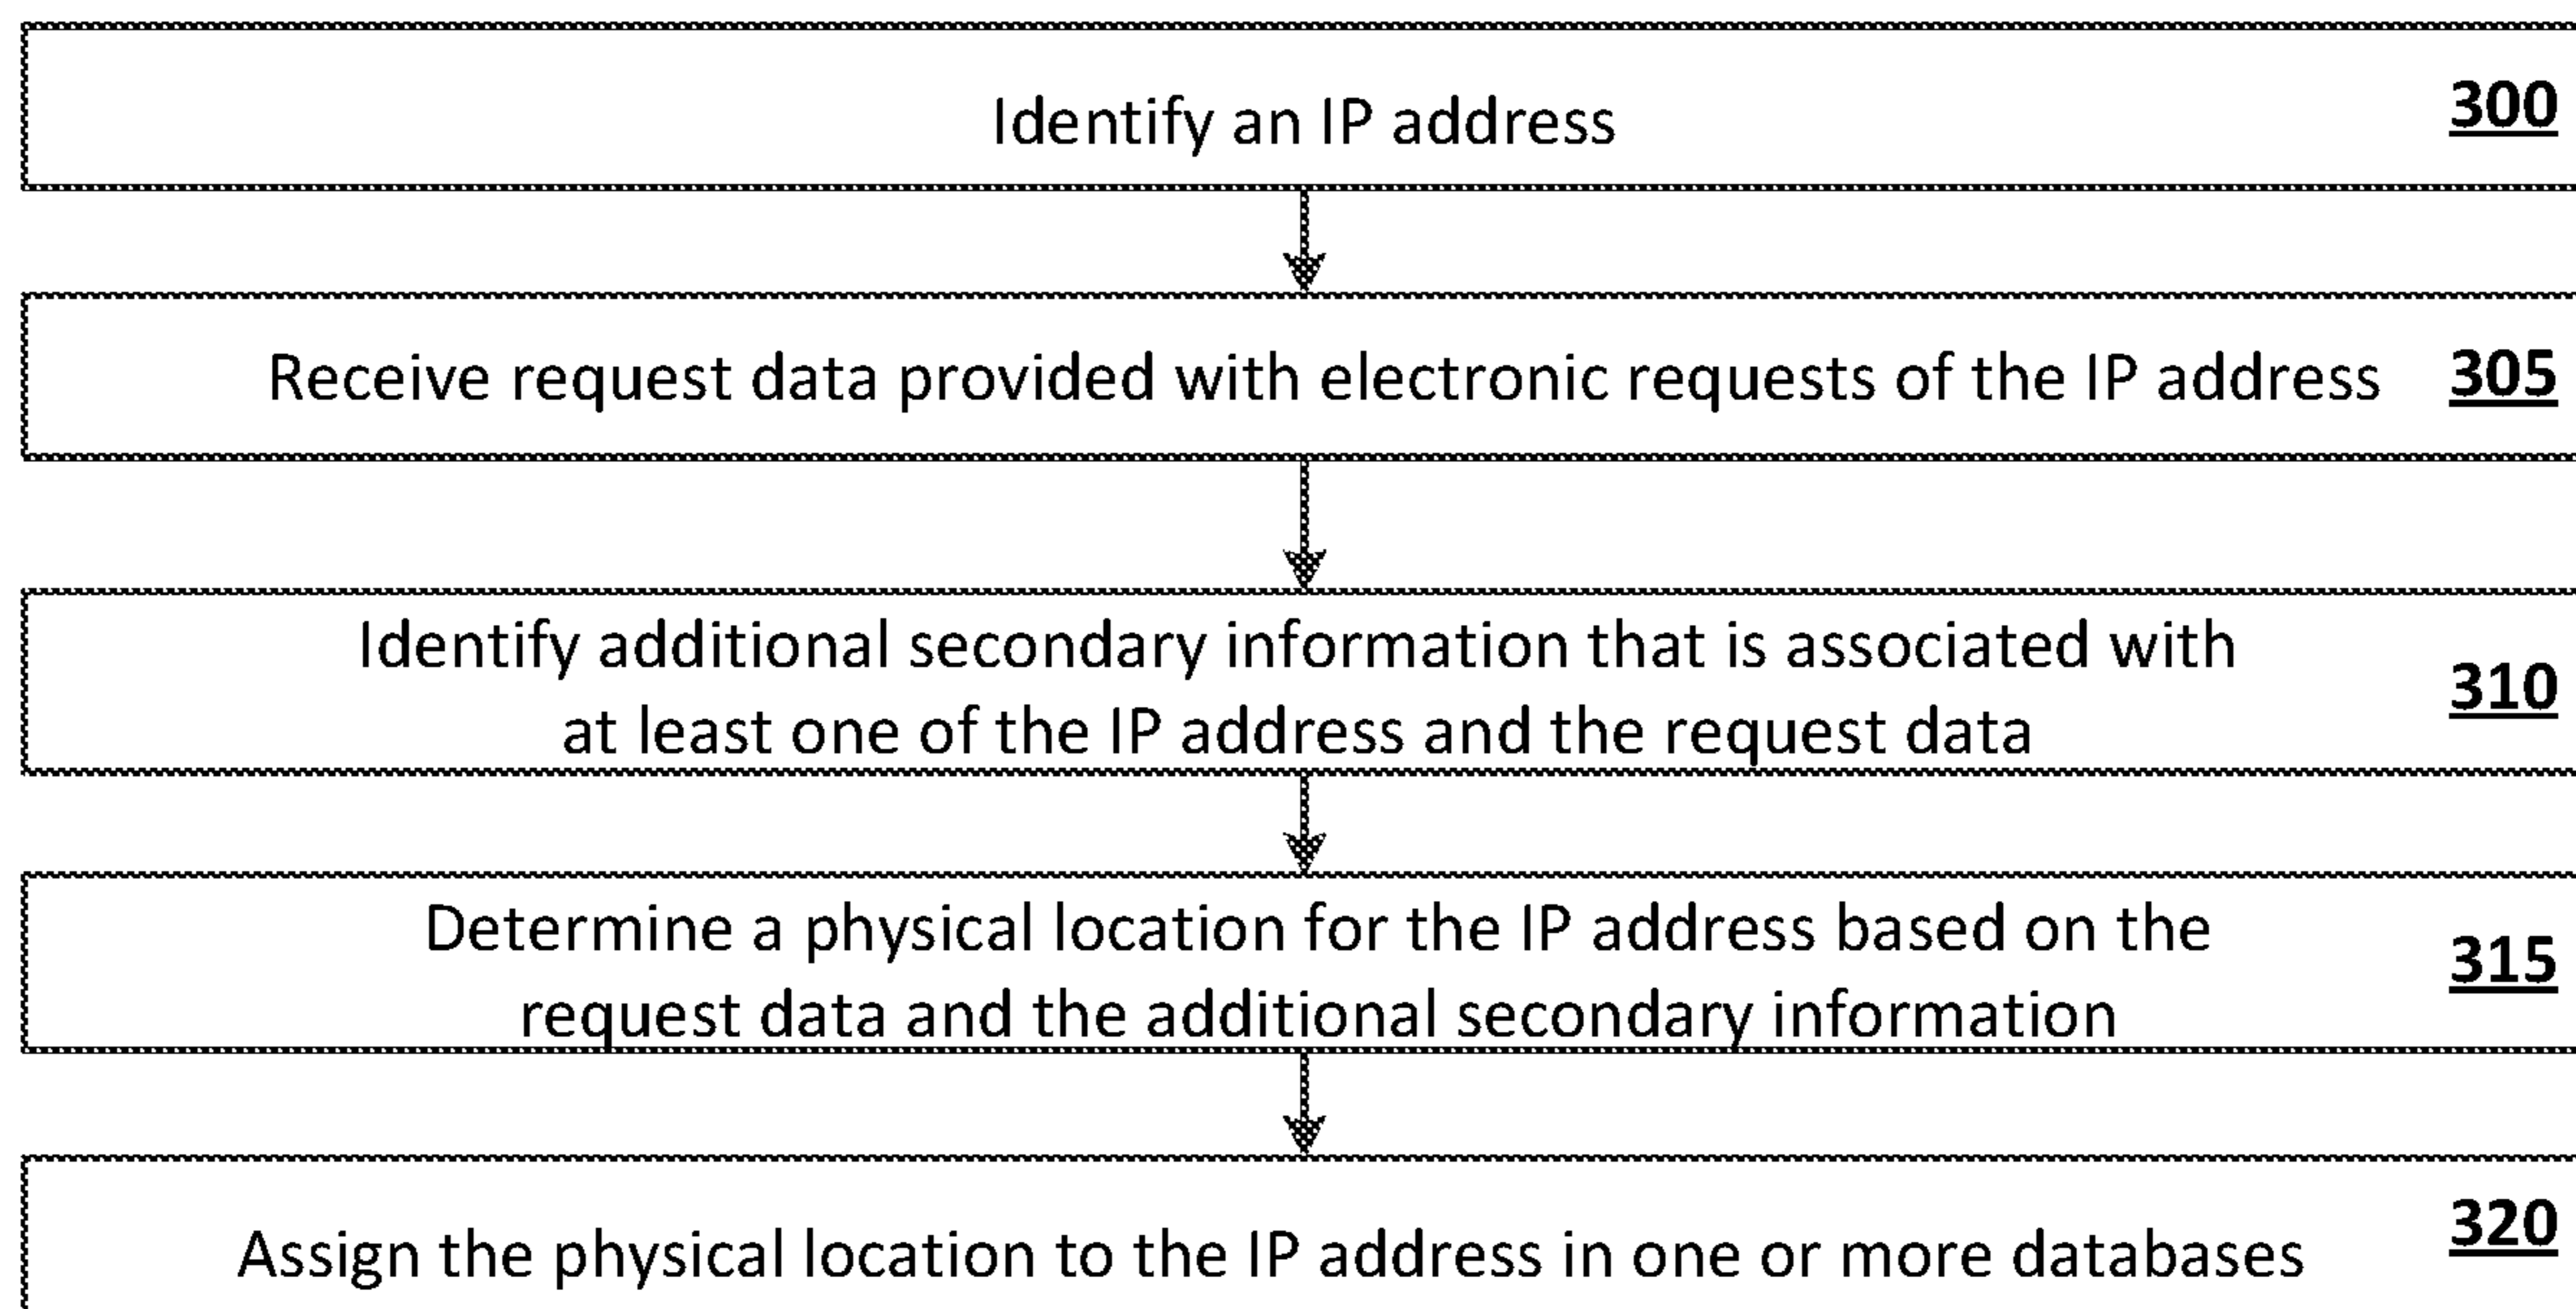 Identify an IP address 300
Receive request data provided with electronic requests of the IP address 305
Identify additional secondary information that is associated with
at least one of the IP address and the request data
310
Determine a physical location for the IP address based on the
request data and the additional secondary information
315
Assign the physical location to the IP address in one or more databases 320